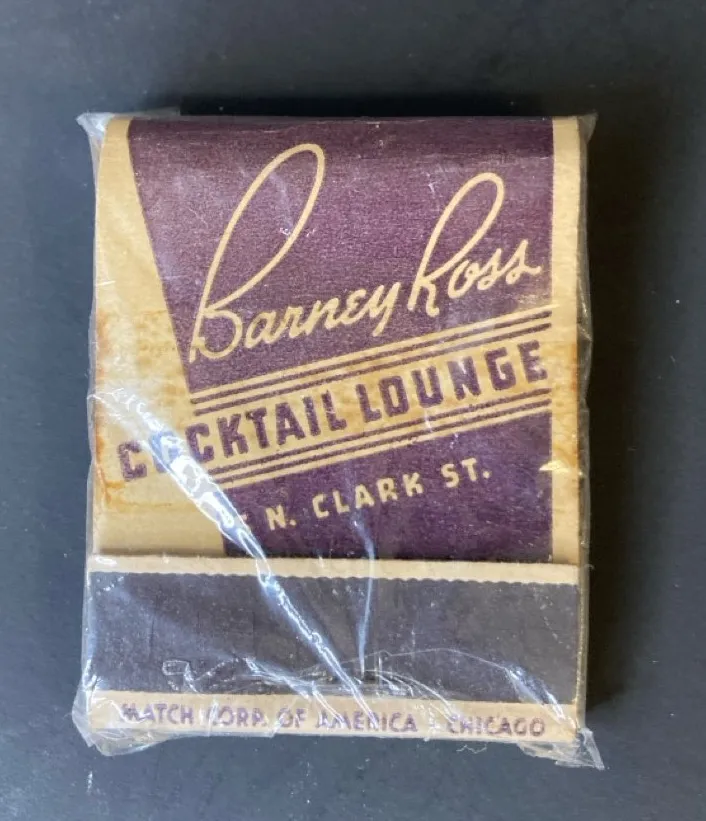 Barney Ross
COCKTAIL LOUNGE
N. CLARK ST.
MATCH CORP. OF AMERICA CHICAGO